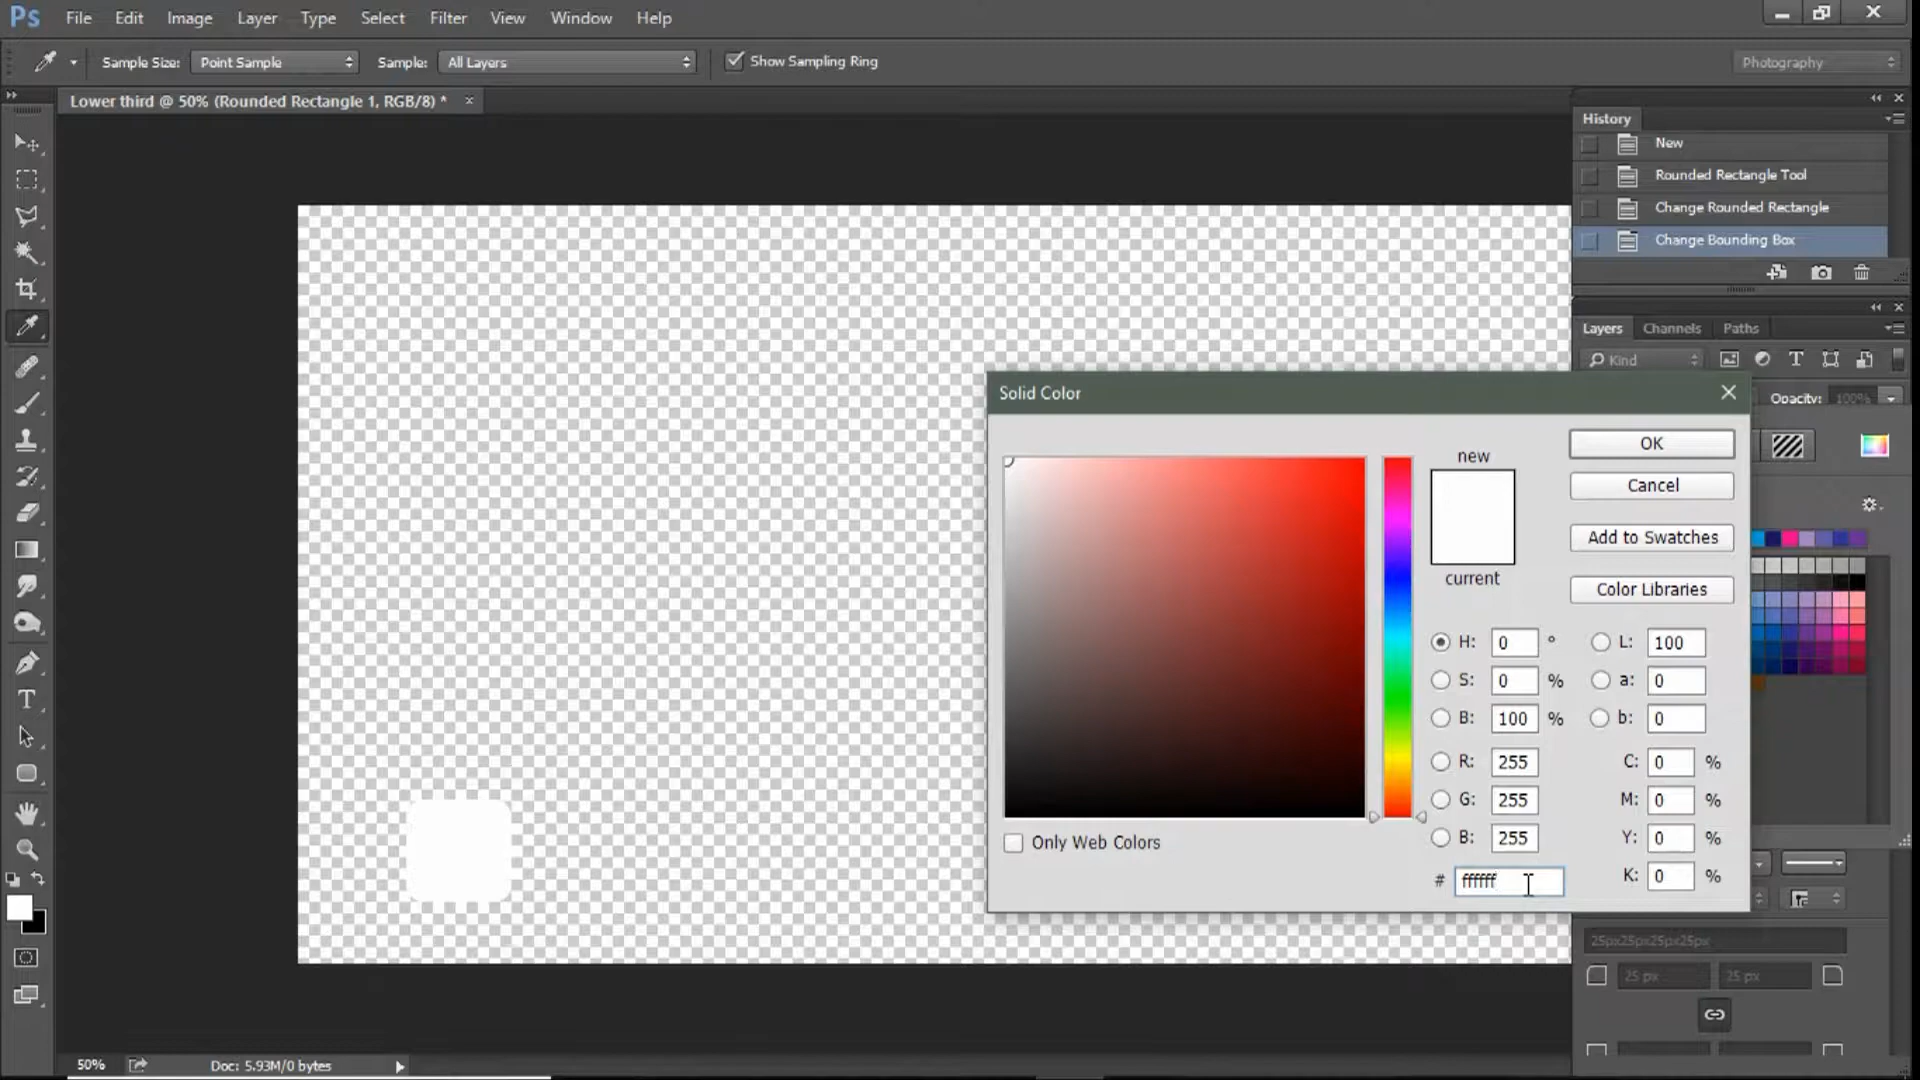 Ps File Edit Image Layer Type Select Filter View Window Help
Sample Size: Point Sample Sample: All Layers Show Sampling Ring Photography
Lower third @ 50% (Rounded Rectangle 1, RGB/8) *
History
New
Rounded Rectangle Tool
Change Rounded Rectangle
Change Bounding Box
Layers Channels Paths
Kind
Opacity: 100%
Solid Color
new
current
OK
Cancel
Add to Swatches
Color Libraries
H: 0 °
S: 0 %
B: 100 %
R: 255
G: 255
B: 255
# ffffff
L: 100
a: 0
b: 0
C: 0 %
M: 0 %
Y: 0 %
K: 0 %
Only Web Colors
25px25px25px25px
25 px 25 px
50% Doc: 5.93M/0 bytes